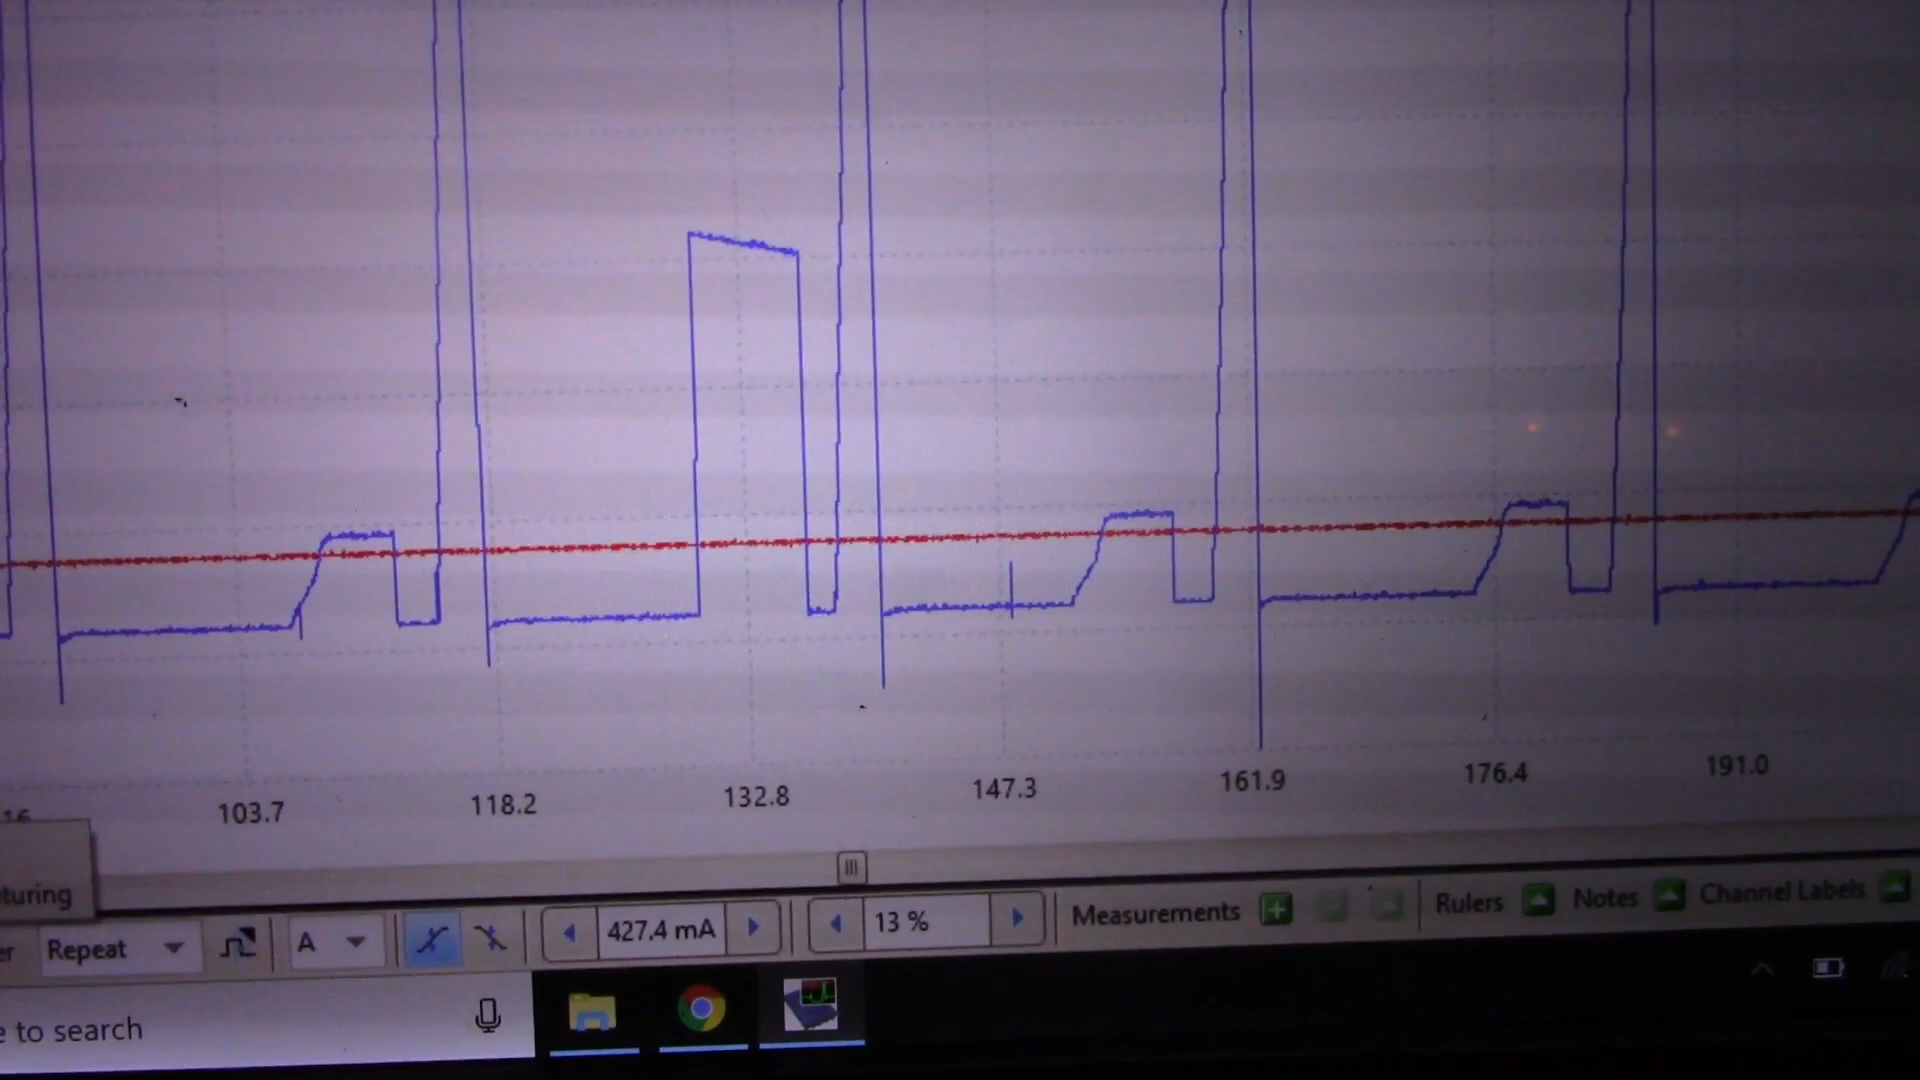 103.7 118.2 132.8 147.3 161.9 176.4 191.0
turing
Repeat A 427.4 mA 13 % Measurements Rulers Notes Channel Labels
to search